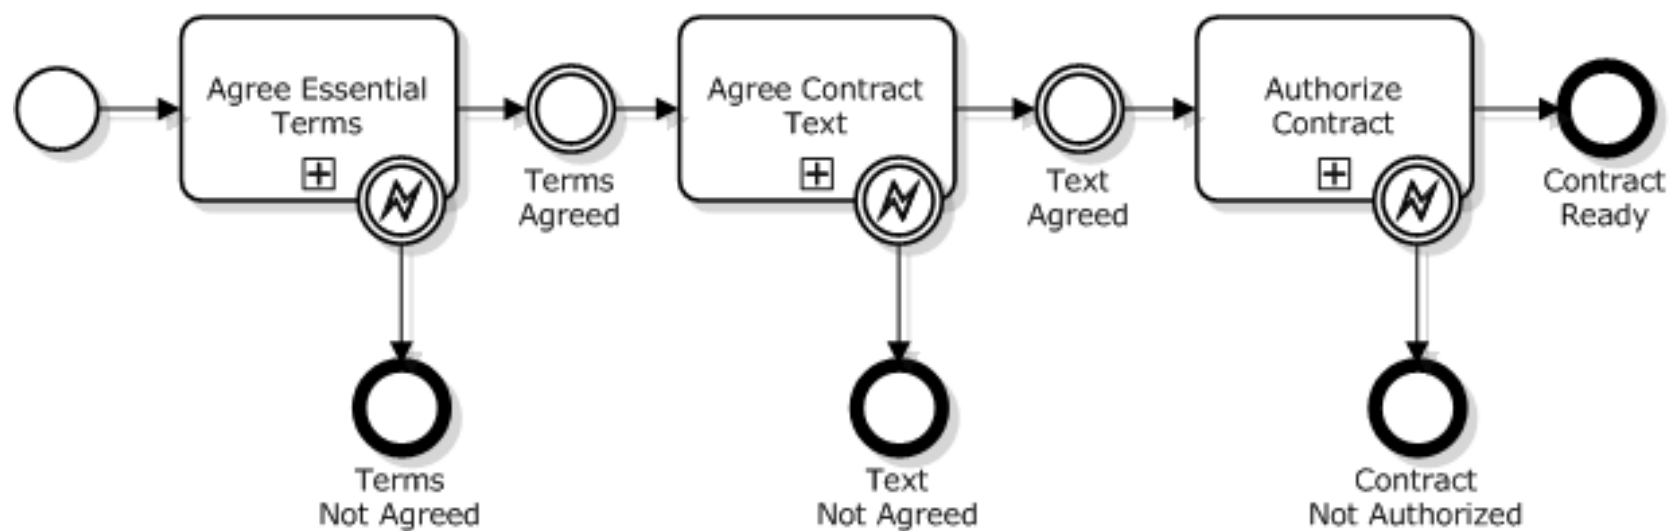 Agree Essential
Terms
Terms
Agreed
Agree Contract
Text
Text
Agreed
Authorize
Contract
Contract
Ready
Terms
Not Agreed
Text
Not Agreed
Contract
Not Authorized